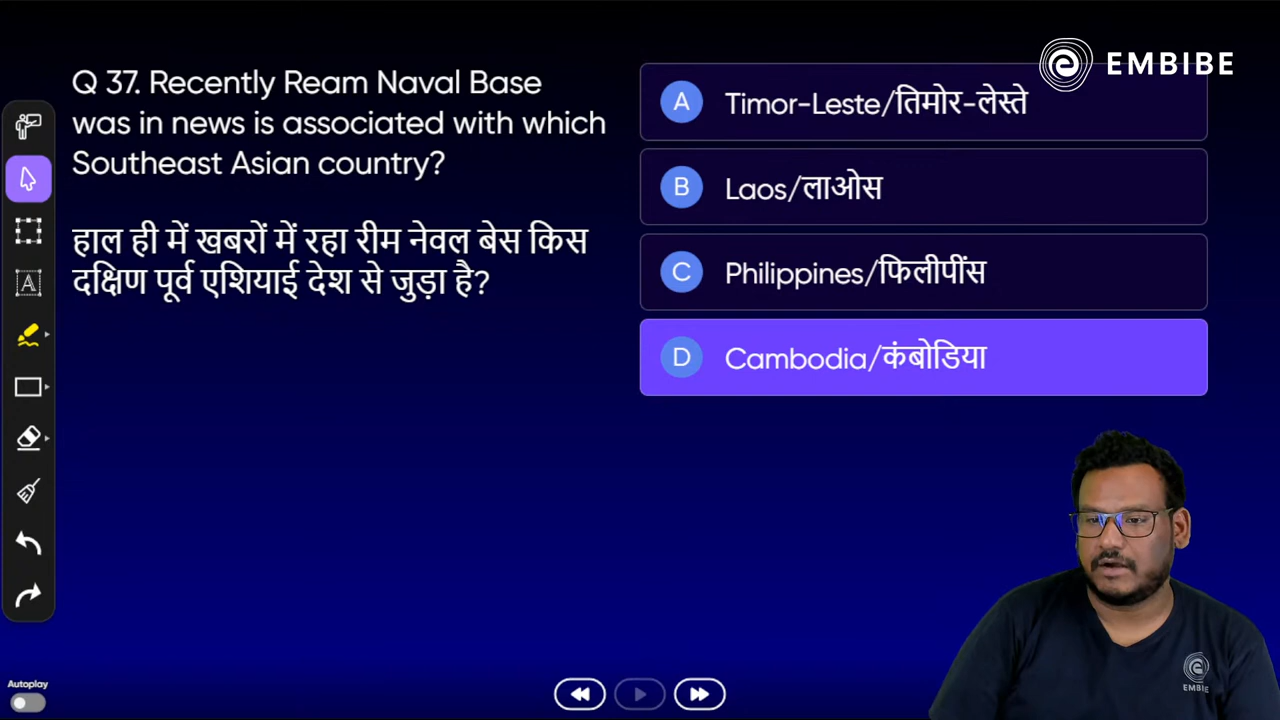 EMBIBE
Q 37. Recently Ream Naval Base
was in news is associated with which
Southeast Asian country?
हाल ही में खबरों में रहा रीम नेवल बेस किस
दक्षिण पूर्व एशियाई देश से जुड़ा है?
A Timor-Leste/तिमोर-लेस्ते
B Laos/लाओस
C Philippines/फिलीपींस
D Cambodia/कंबोडिया
A
Autoplay
EMBIBE